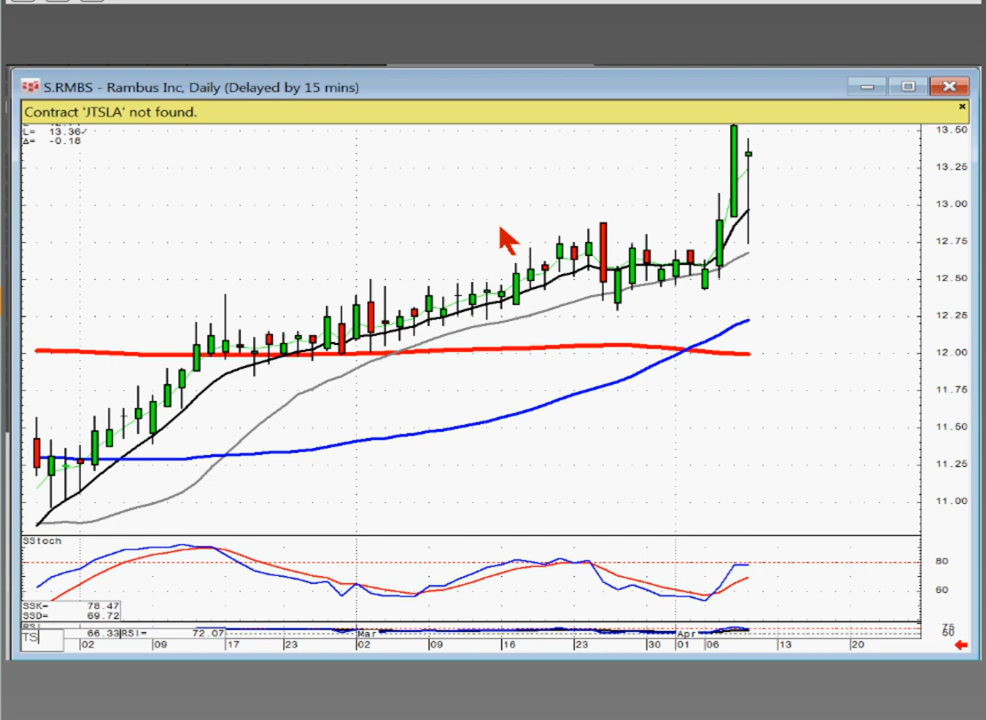 S.RMBS - Rambus Inc, Daily (Delayed by 15 mins)
Contract 'JTSLA' not found.
L= 13.36
Δ= -0.18
13.50
13.25
13.00
12.75
12.50
12.25
12.00
11.75
11.50
11.25
11.00
SStoch
80
60
SSK= 78.47
SSD= 69.72
66.33 RSI= 72.07
75
50
TS
02 09 17 23 02 Mar 09 16 23 30 01 Apr 06 13 20